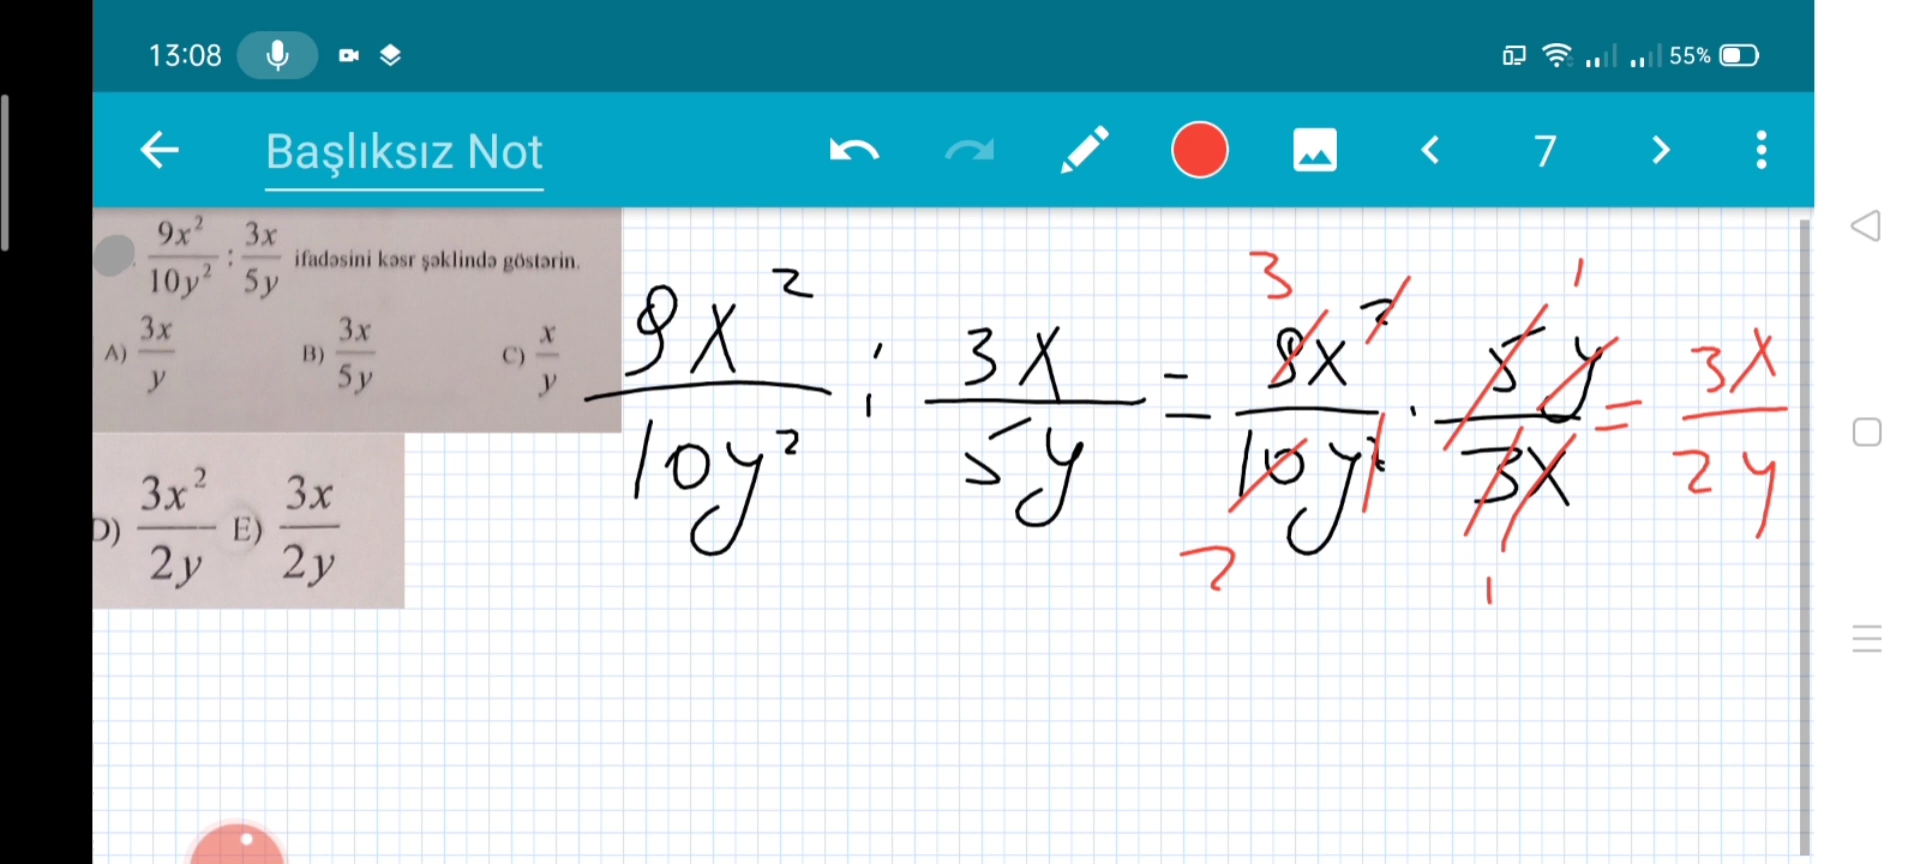 13:08 55%
Başlıksız Not 7
9x²/10y² : 3x/5y ifadəsini kəsr şəklində göstərin.
A) 3x/y B) 3x/5y C) x/y
D) 3x²/2y E) 3x/2y
9x²/10y² : 3x/5y = 9x²/10y² · 5y/3x = 3x/2y
3 1
2 1